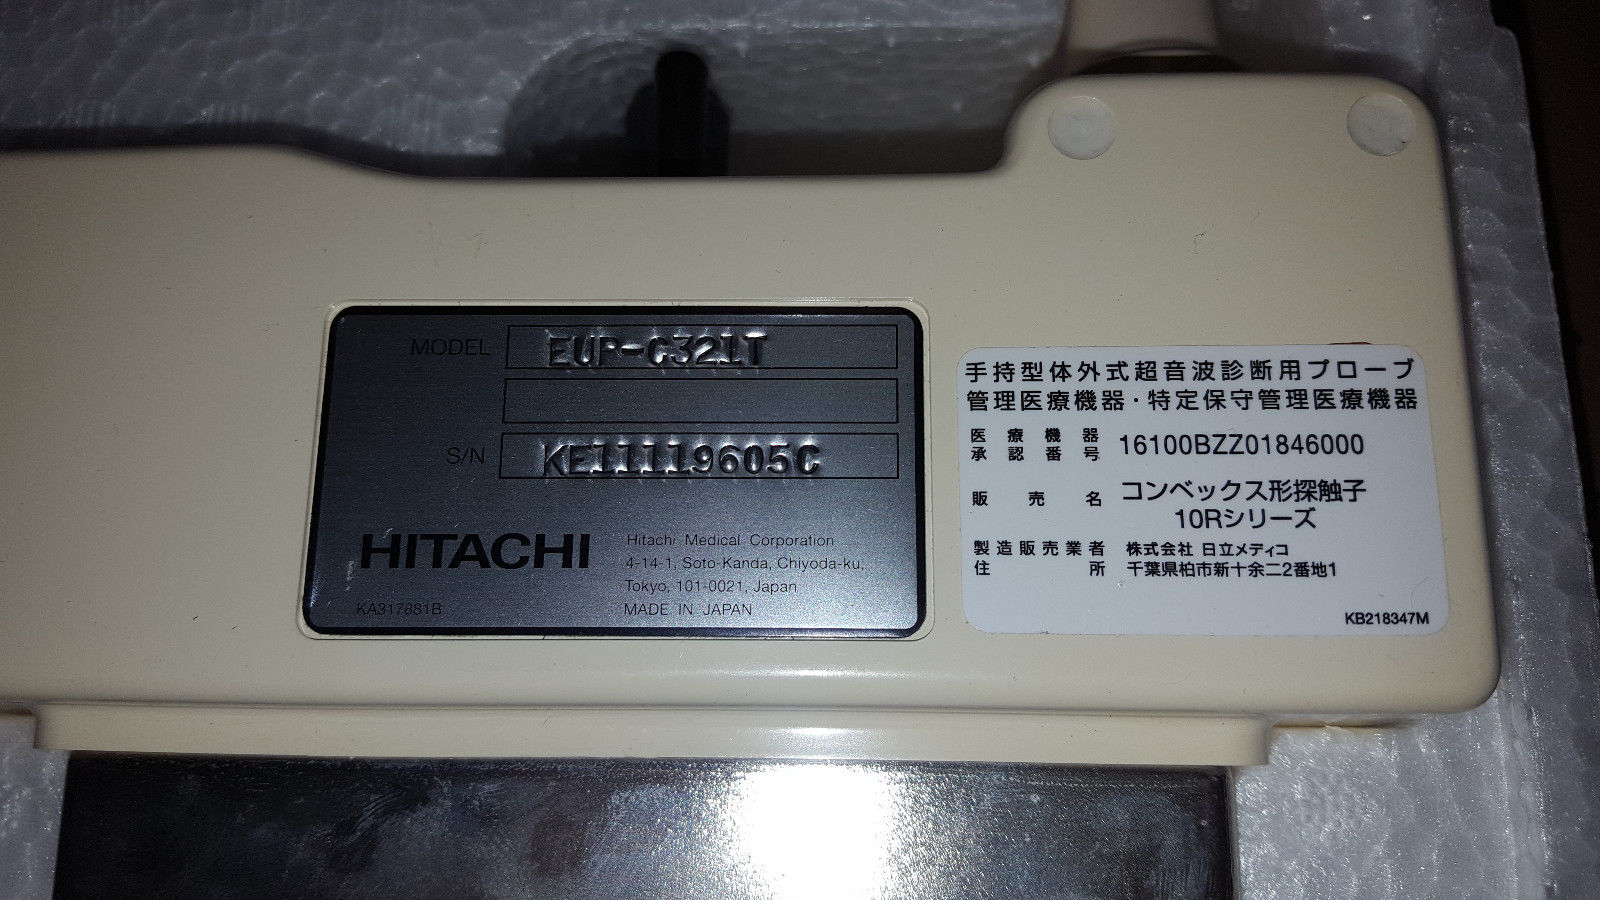 MODEL EUP-C321T
S/N KE11119605C
HITACHI
Hitachi Medical Corporation
4-14-1, Soto-Kanda, Chiyoda-ku,
Tokyo, 101-0021, Japan
KA317881B
MADE IN JAPAN
手持型体外式超音波診断用プローブ
管理医療機器・特定保守管理医療機器
医療機器
承認番号 16100BZZ01846000
販売名 コンベックス形探触子
10Rシリーズ
製造販売業者 株式会社 日立メディコ
住所 千葉県柏市新十余二2番地1
KB218347M